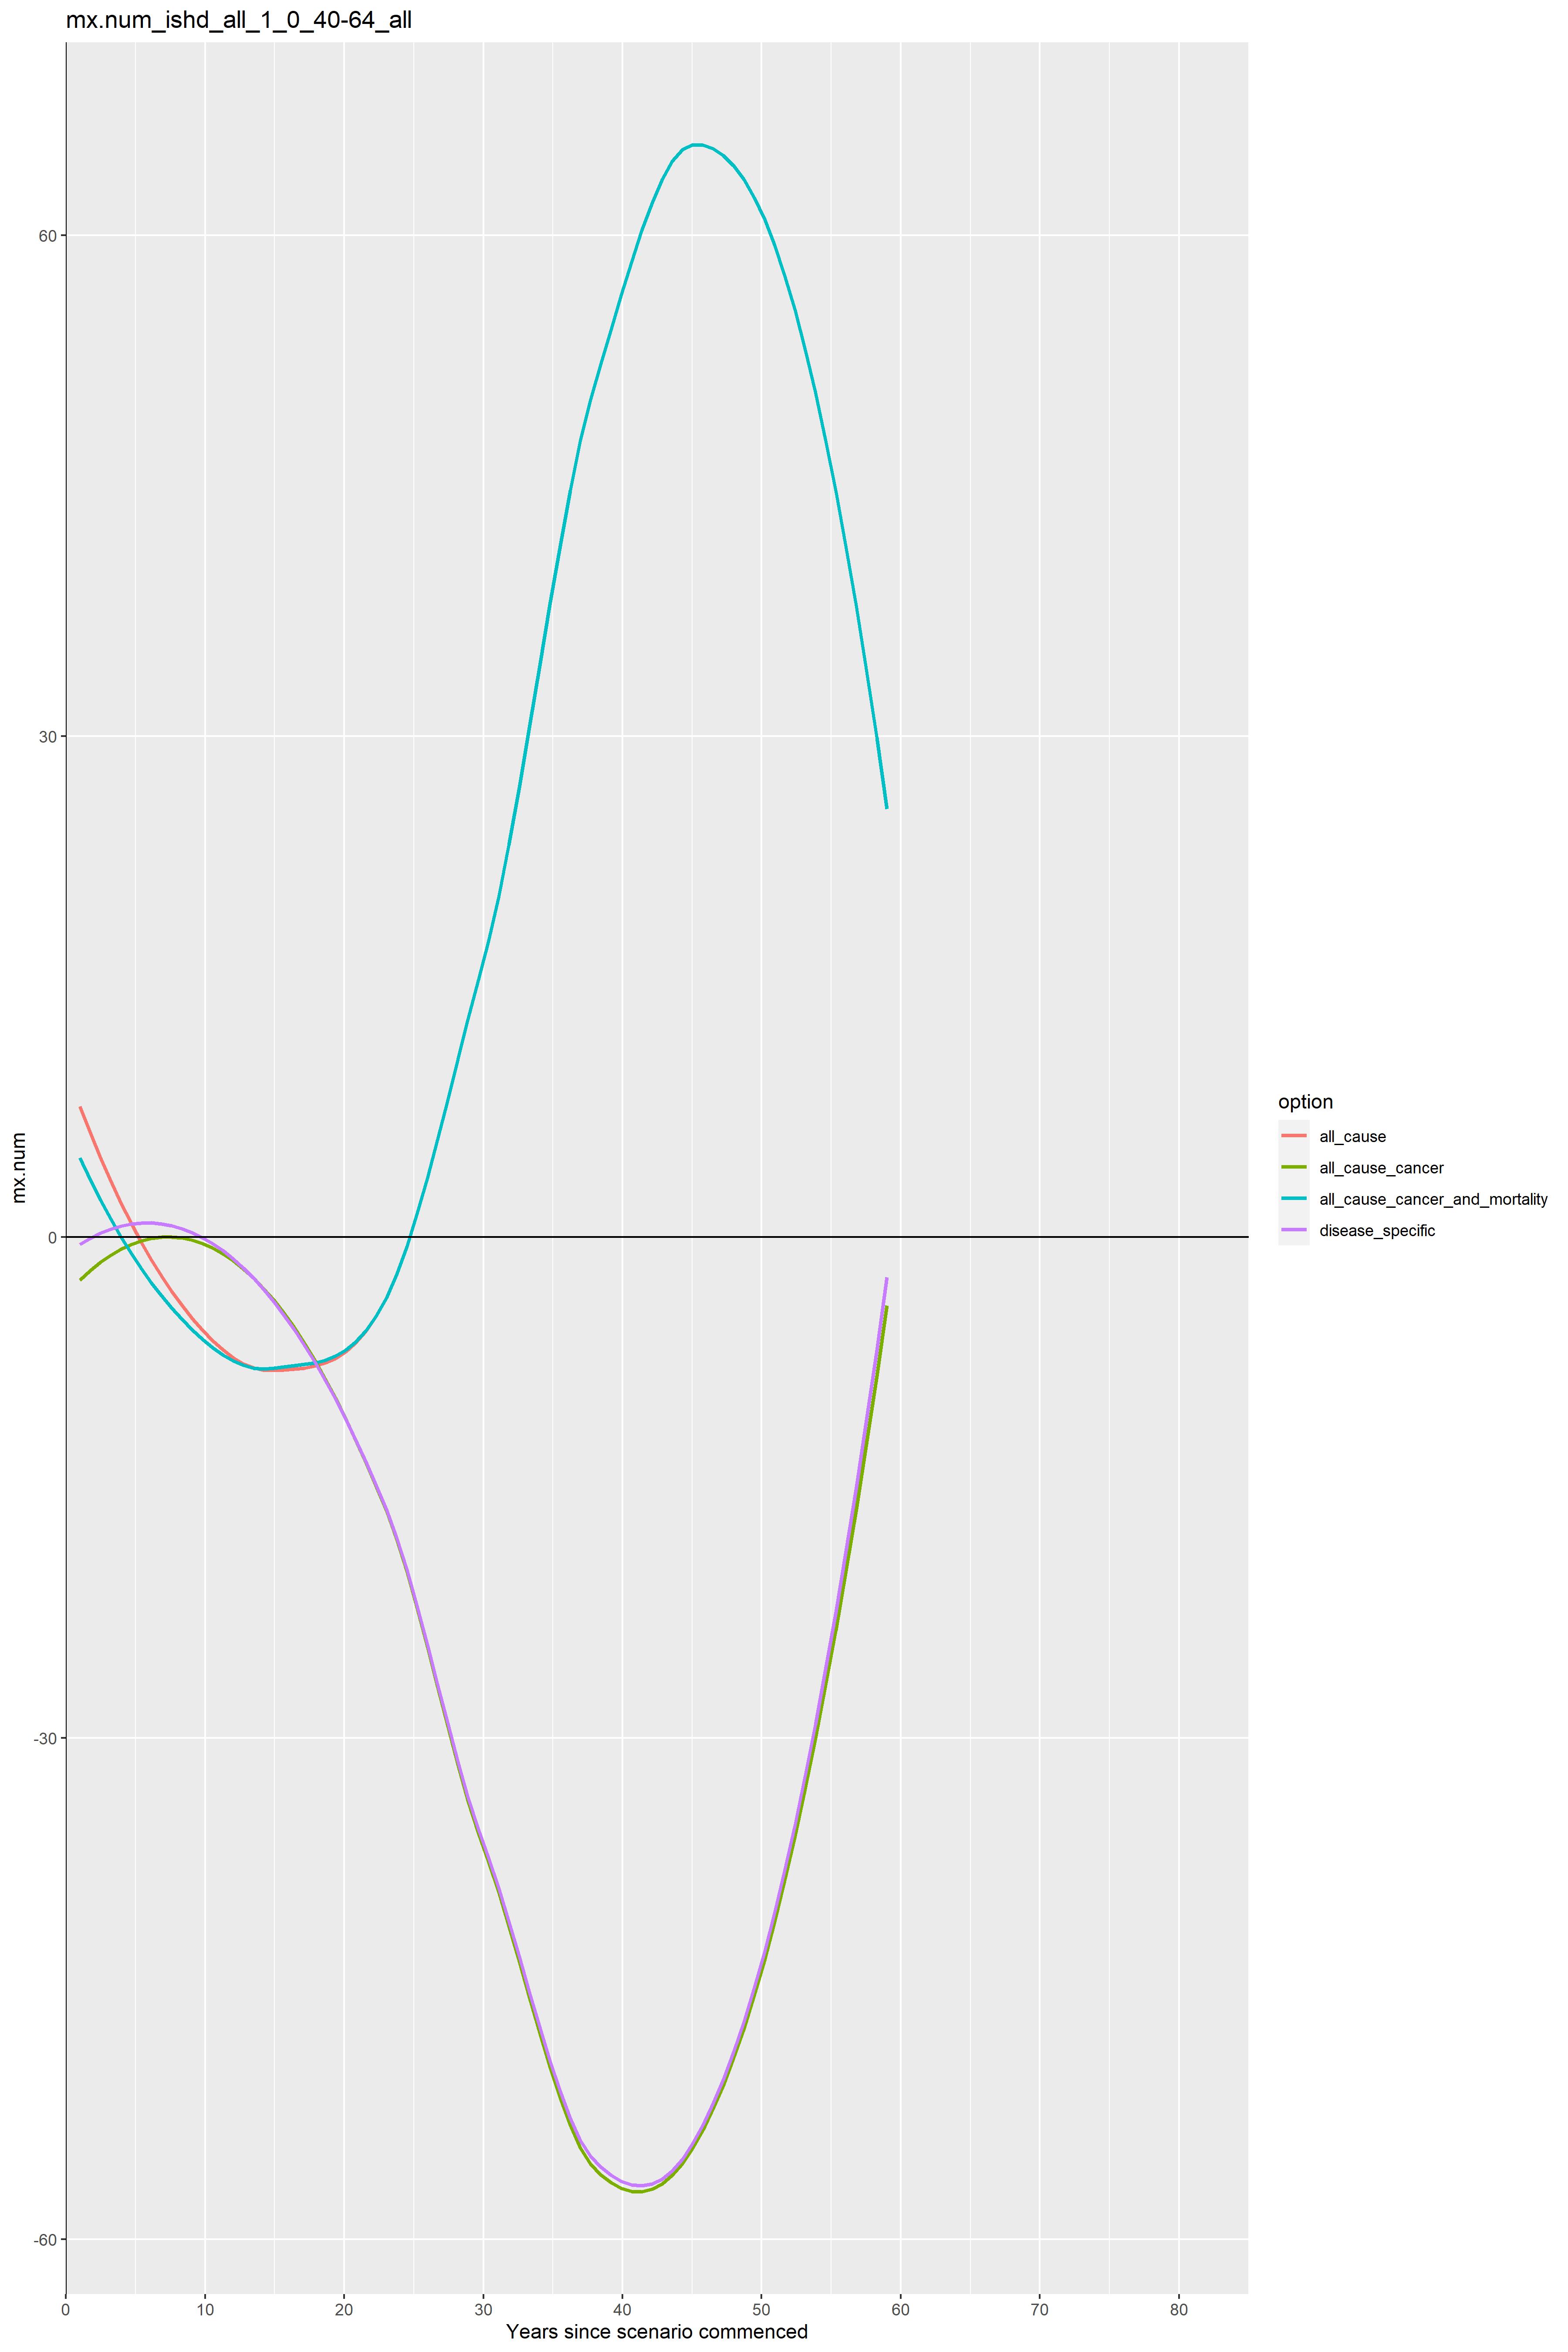 mx.num_ishd_all_1_0_40-64_all
60
30
0
-30
-60
mx.num
0 10 20 30 40 50 60 70 80
Years since scenario commenced
option
all_cause
all_cause_cancer
all_cause_cancer_and_mortality
disease_specific